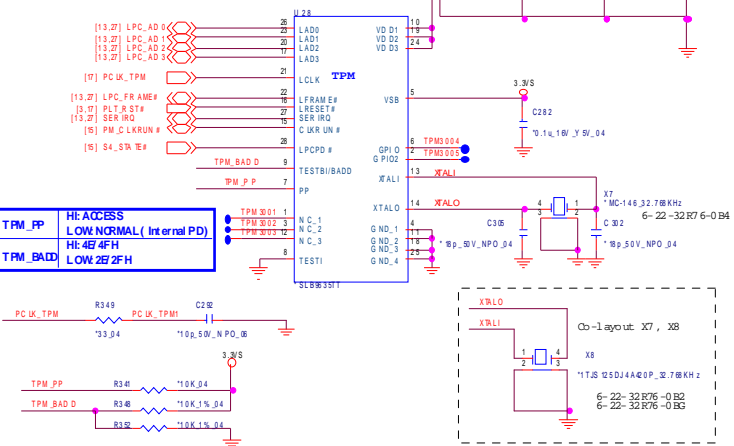 U28
TPM
[13,27] LPC_AD0 26 LAD0
[13,27] LPC_AD1 23 LAD1
[13,27] LPC_AD2 20 LAD2
[13,27] LPC_AD3 17 LAD3
[17] PCLK_TPM 21 LCLK
[13,27] LPC_FRAME# 22 LFRAME#
[3,17] PLT_RST# 16 LRESET#
[13,27] SERIRQ 27 SERIRQ
[15] PM_CLKRUN# 15 CLKRUN#
[15] S4_STATE# 28 LPCPD#
TPM_BADD 9 TESTBI/BADD
TPM_PP 7 PP
TPM3001 1 NC_1
TPM3002 3 NC_2
TPM3003 12 NC_3
8 TESTI
*SLB9635TT
VDD1 10
VDD2 19
VDD3 24
VSB 5
3.3VS
C282
*0.1u_16V_Y5V_04
GPIO 6 TPM3004
GPIO2 2 TPM3005
XTALI 13 XTALI
XTALO 14 XTALO
GND_1 4
GND_2 11
GND_3 18
GND_4 25
X7
*MC-146_32.768KHz
6-22-32R76-0B4
4 1
3 2
C305
*18p_50V_NPO_04
C302
*18p_50V_NPO_04
TPM_PP HI: ACCESS
LOW: NORMAL ( Internal PD)
TPM_BADD HI: 4E/4FH
LOW: 2E/2FH
PCLK_TPM R349 PCLK_TPM1 C292
*33_04 *10p_50V_NPO_06
3.3VS
TPM_PP R341 *10K_04
TPM_BADD R348 *10K_1%_04
R352 *10K_1%_04
XTALO
XTALI
Co-layout X7, X8
1 4
2 3
X8
*1TJS125DJ4A420P_32.768KHz
6-22-32R76-0B2
6-22-32R76-0BG